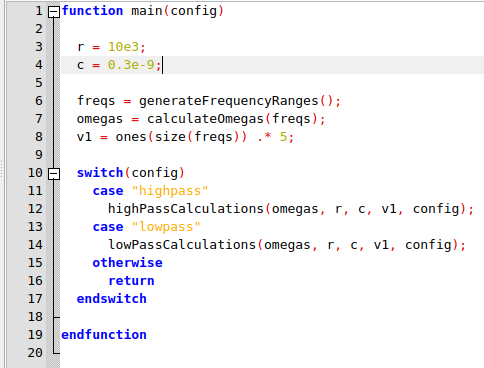 1 function main(config)
2
3 r = 10e3;
4 c = 0.3e-9;
5
6 freqs = generateFrequencyRanges();
7 omegas = calculateOmegas(freqs);
8 v1 = ones(size(freqs)) .* 5;
9
10 switch(config)
11 case "highpass"
12 highPassCalculations(omegas, r, c, v1, config);
13 case "lowpass"
14 lowPassCalculations(omegas, r, c, v1, config);
15 otherwise
16 return
17 endswitch
18
19 endfunction
20